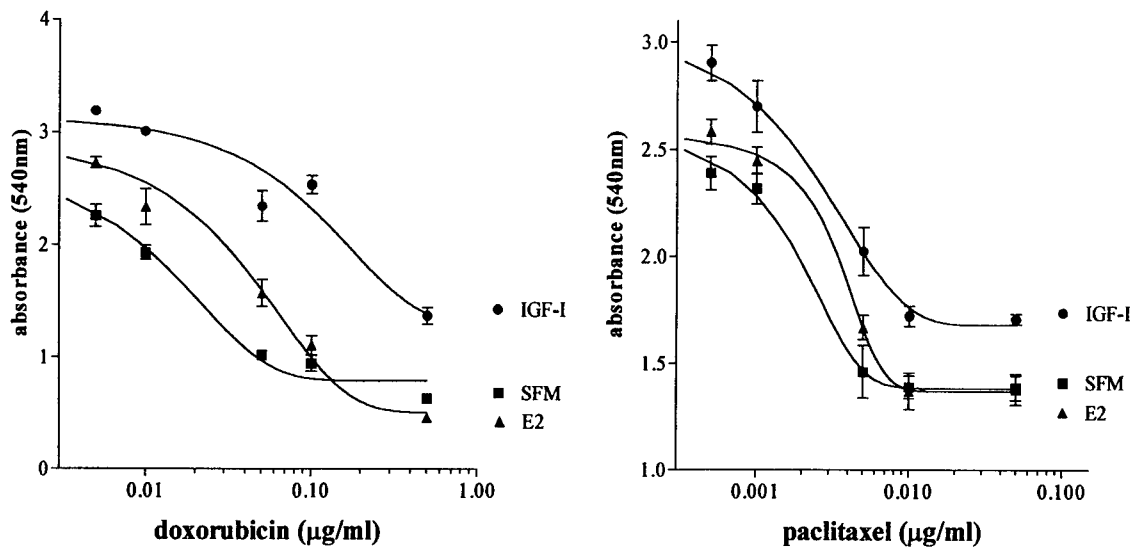 absorbance (540nm)
4
3
2
1
0
0.01
0.10
1.00
doxorubicin (μg/ml)
IGF-I
SFM
E2
absorbance (540nm)
3.0
2.5
2.0
1.5
1.0
0.001
0.010
0.100
paclitaxel (μg/ml)
IGF-I
SFM
E2